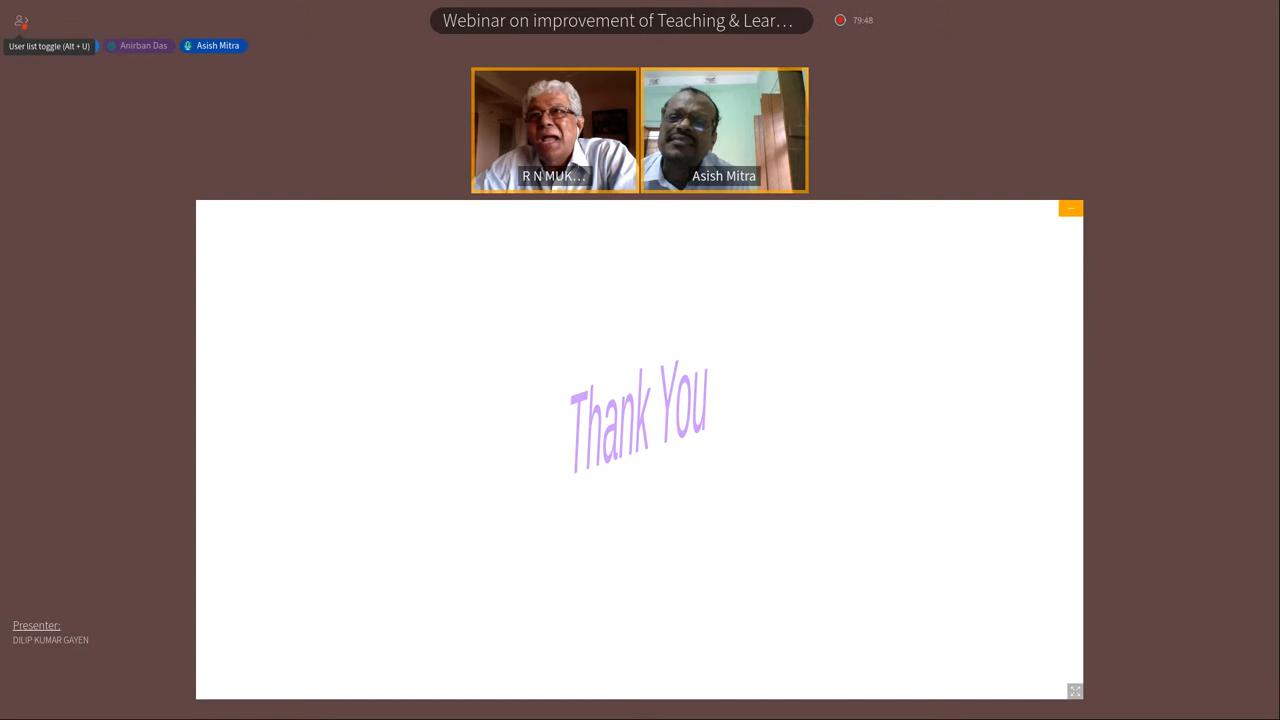 Webinar on improvement of Teaching & Lear...
79:48
User list toggle (Alt + U)
Anirban Das
Asish Mitra
R N MUK...
Asish Mitra
Thank You
Presenter:
DILIP KUMAR GAYEN